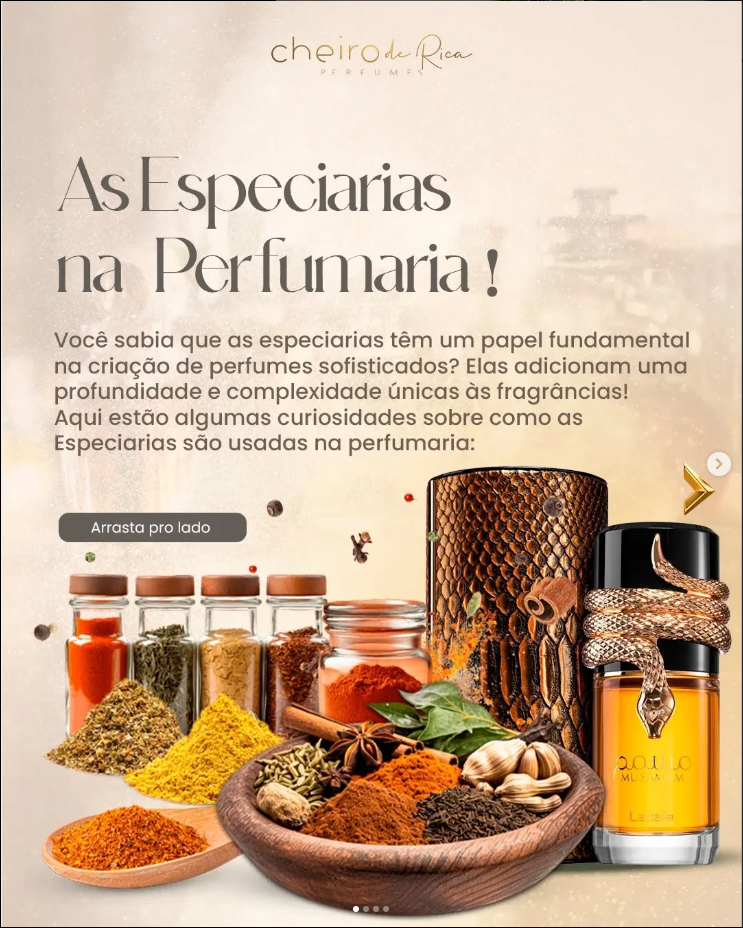 cheiro de Rica
PERFUMES
As Especiarias
na Perfumaria !
Você sabia que as especiarias têm um papel fundamental
na criação de perfumes sofisticados? Elas adicionam uma
profundidade e complexidade únicas às fragrâncias!
Aqui estão algumas curiosidades sobre como as
Especiarias são usadas na perfumaria:
Arrasta pro lado
Lattafa